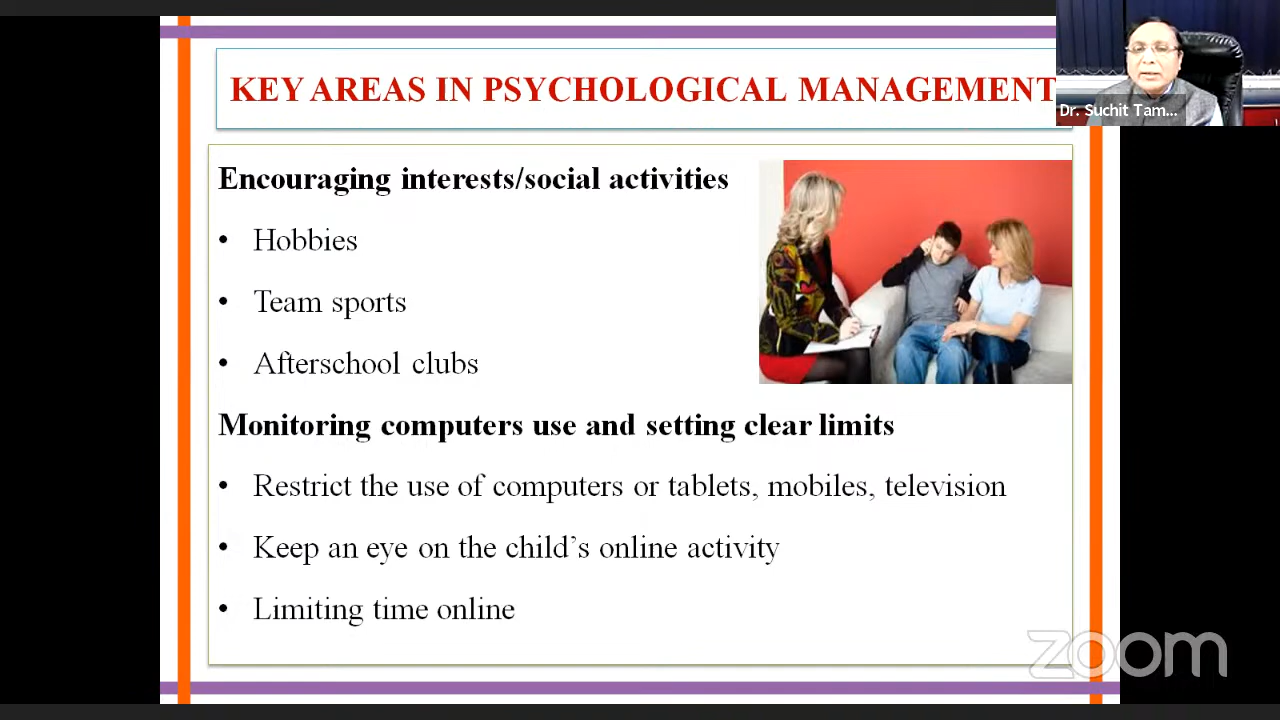 KEY AREAS IN PSYCHOLOGICAL MANAGEMENT
Dr. Suchit Tam...
Encouraging interests/social activities
• Hobbies
• Team sports
• Afterschool clubs
Monitoring computers use and setting clear limits
• Restrict the use of computers or tablets, mobiles, television
• Keep an eye on the child’s online activity
• Limiting time online
zoom